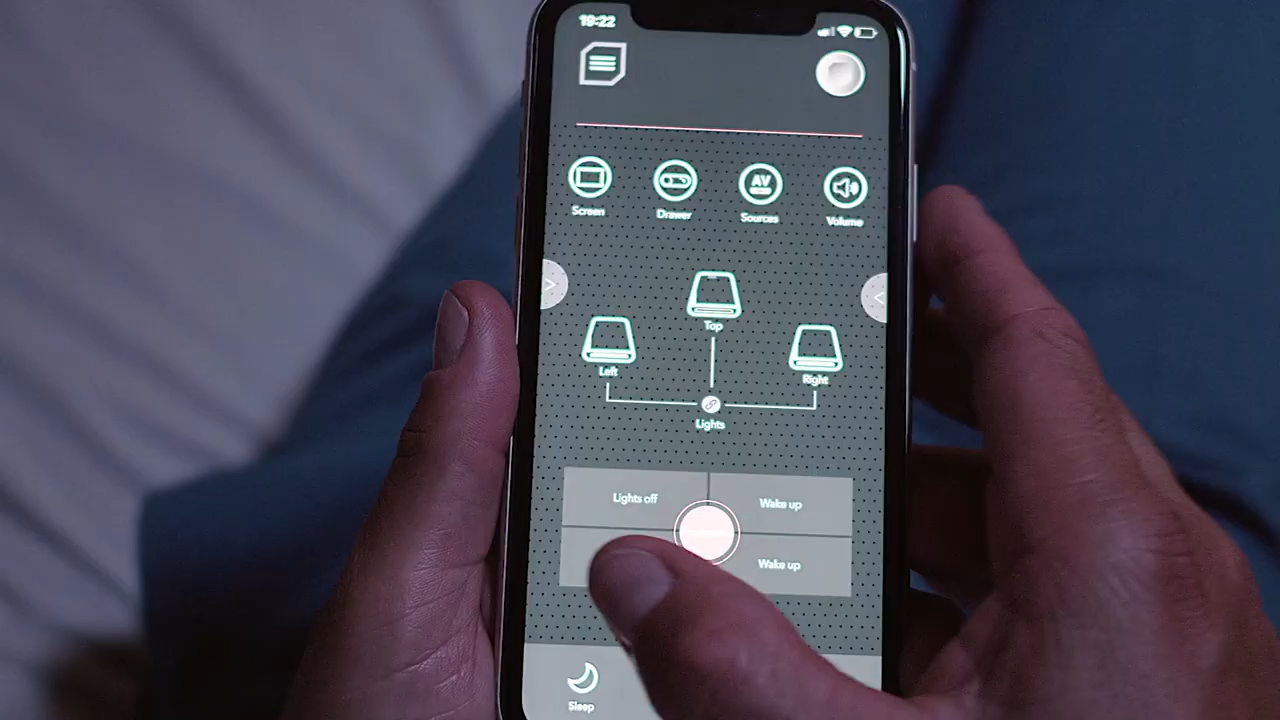 19:22
Screen
Drawer
AV
Sources
Volume
Top
Left
Right
Lights
Lights off
Wake up
Wake up
Sleep